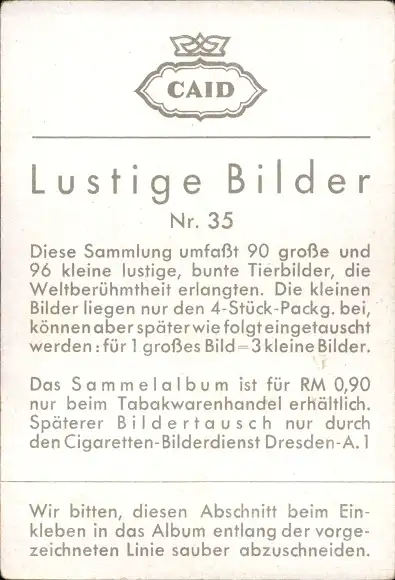 CAID
Lustige Bilder
Nr. 35
Diese Sammlung umfaßt 90 große und
96 kleine lustige, bunte Tierbilder, die
Weltberühmtheit erlangten. Die kleinen
Bilder liegen nur den 4-Stück-Packg. bei,
können aber später wie folgt eingetauscht
werden: für 1 großes Bild = 3 kleine Bilder.
Das Sammelalbum ist für RM 0,90
nur beim Tabakwarenhandel erhältlich.
Späterer Bildertausch nur durch
den Cigaretten-Bilderdienst Dresden-A. 1
Wir bitten, diesen Abschnitt beim Ein-
kleben in das Album entlang der vorge-
zeichneten Linie sauber abzuschneiden.